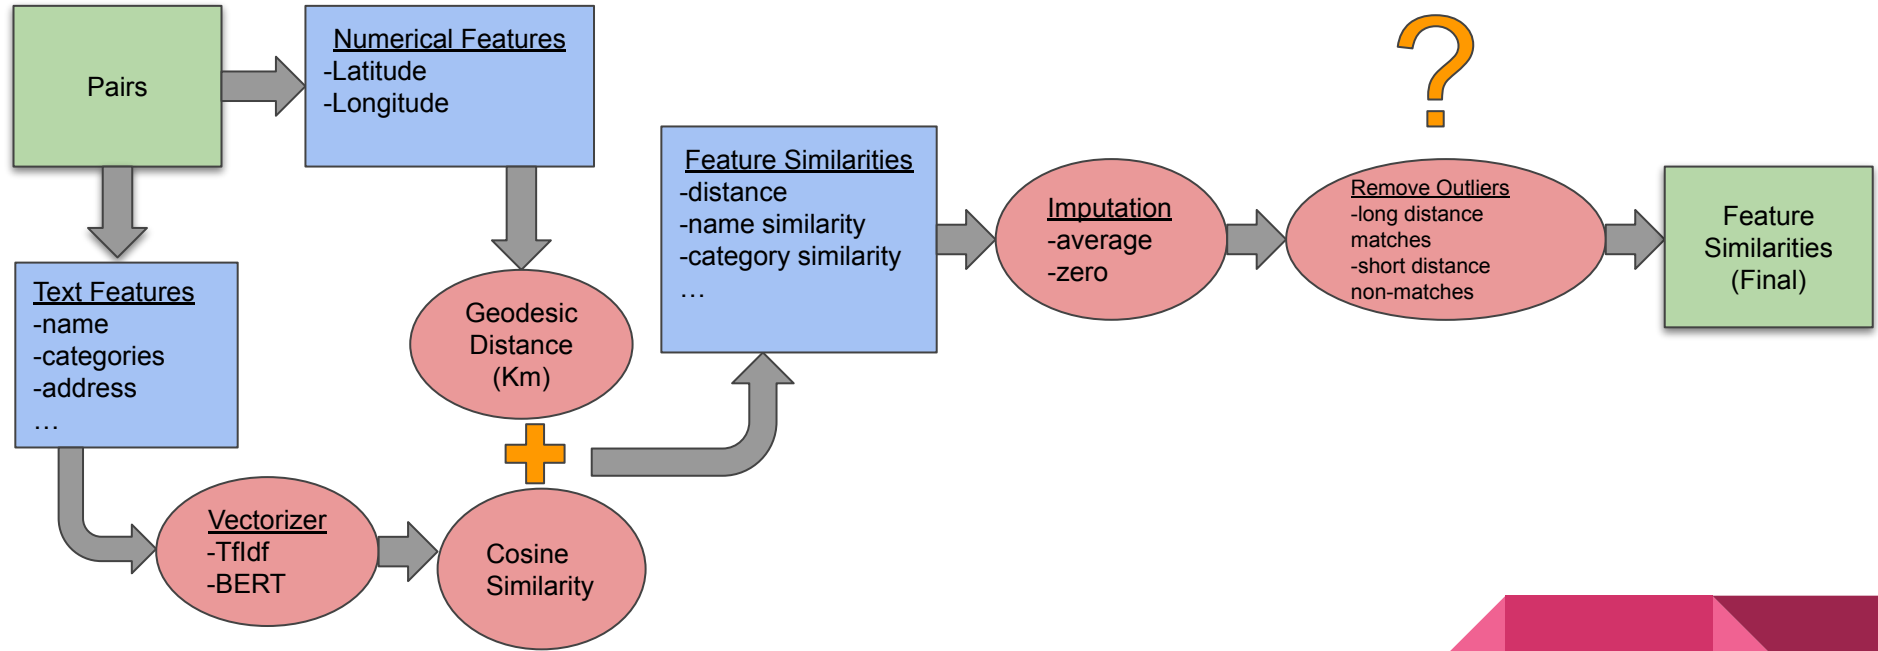 Pairs
Numerical Features
-Latitude
-Longitude
Text Features
-name
-categories
-address
…
Vectorizer
-TfIdf
-BERT
Geodesic
Distance
(Km)
Cosine
Similarity
Feature Similarities
-distance
-name similarity
-category similarity
…
Imputation
-average
-zero
?
Remove Outliers
-long distance
matches
-short distance
non-matches
Feature
Similarities
(Final)